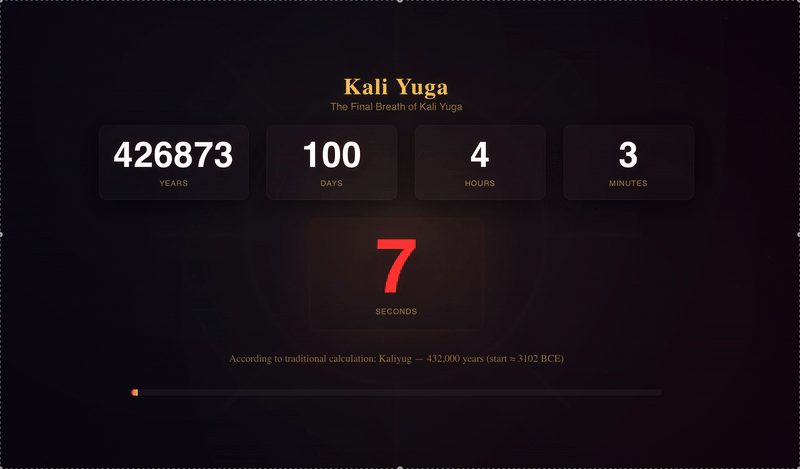 Kali Yuga
The Final Breath of Kali Yuga
426873
YEARS
100
DAYS
4
HOURS
3
MINUTES
7
SECONDS
According to traditional calculation: Kaliyug — 432,000 years (start ≈ 3102 BCE)